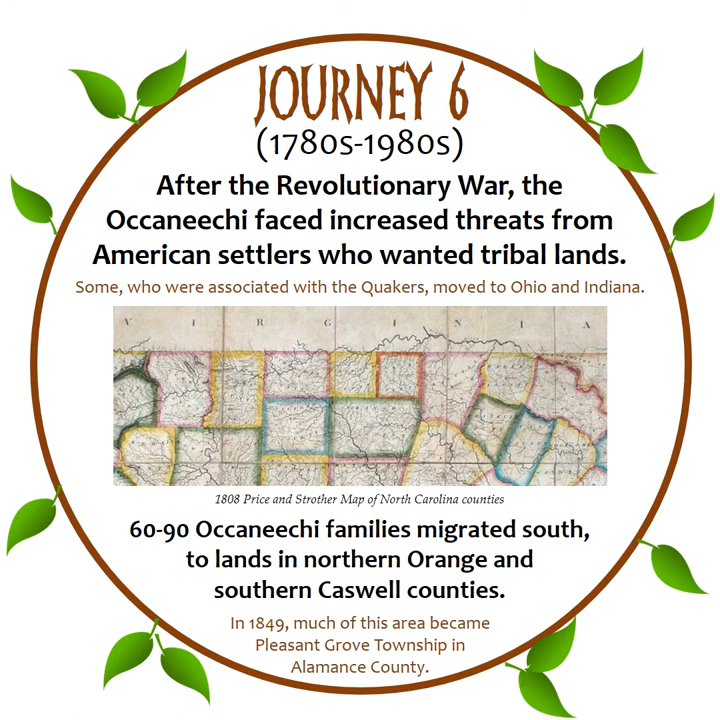 JOURNEY 6
(1780s-1980s)
After the Revolutionary War, the
Occaneechi faced increased threats from
American settlers who wanted tribal lands.
Some, who were associated with the Quakers, moved to Ohio and Indiana.
V I R G I N I A
1808 Price and Strother Map of North Carolina counties
60-90 Occaneechi families migrated south,
to lands in northern Orange and
southern Caswell counties.
In 1849, much of this area became
Pleasant Grove Township in
Alamance County.